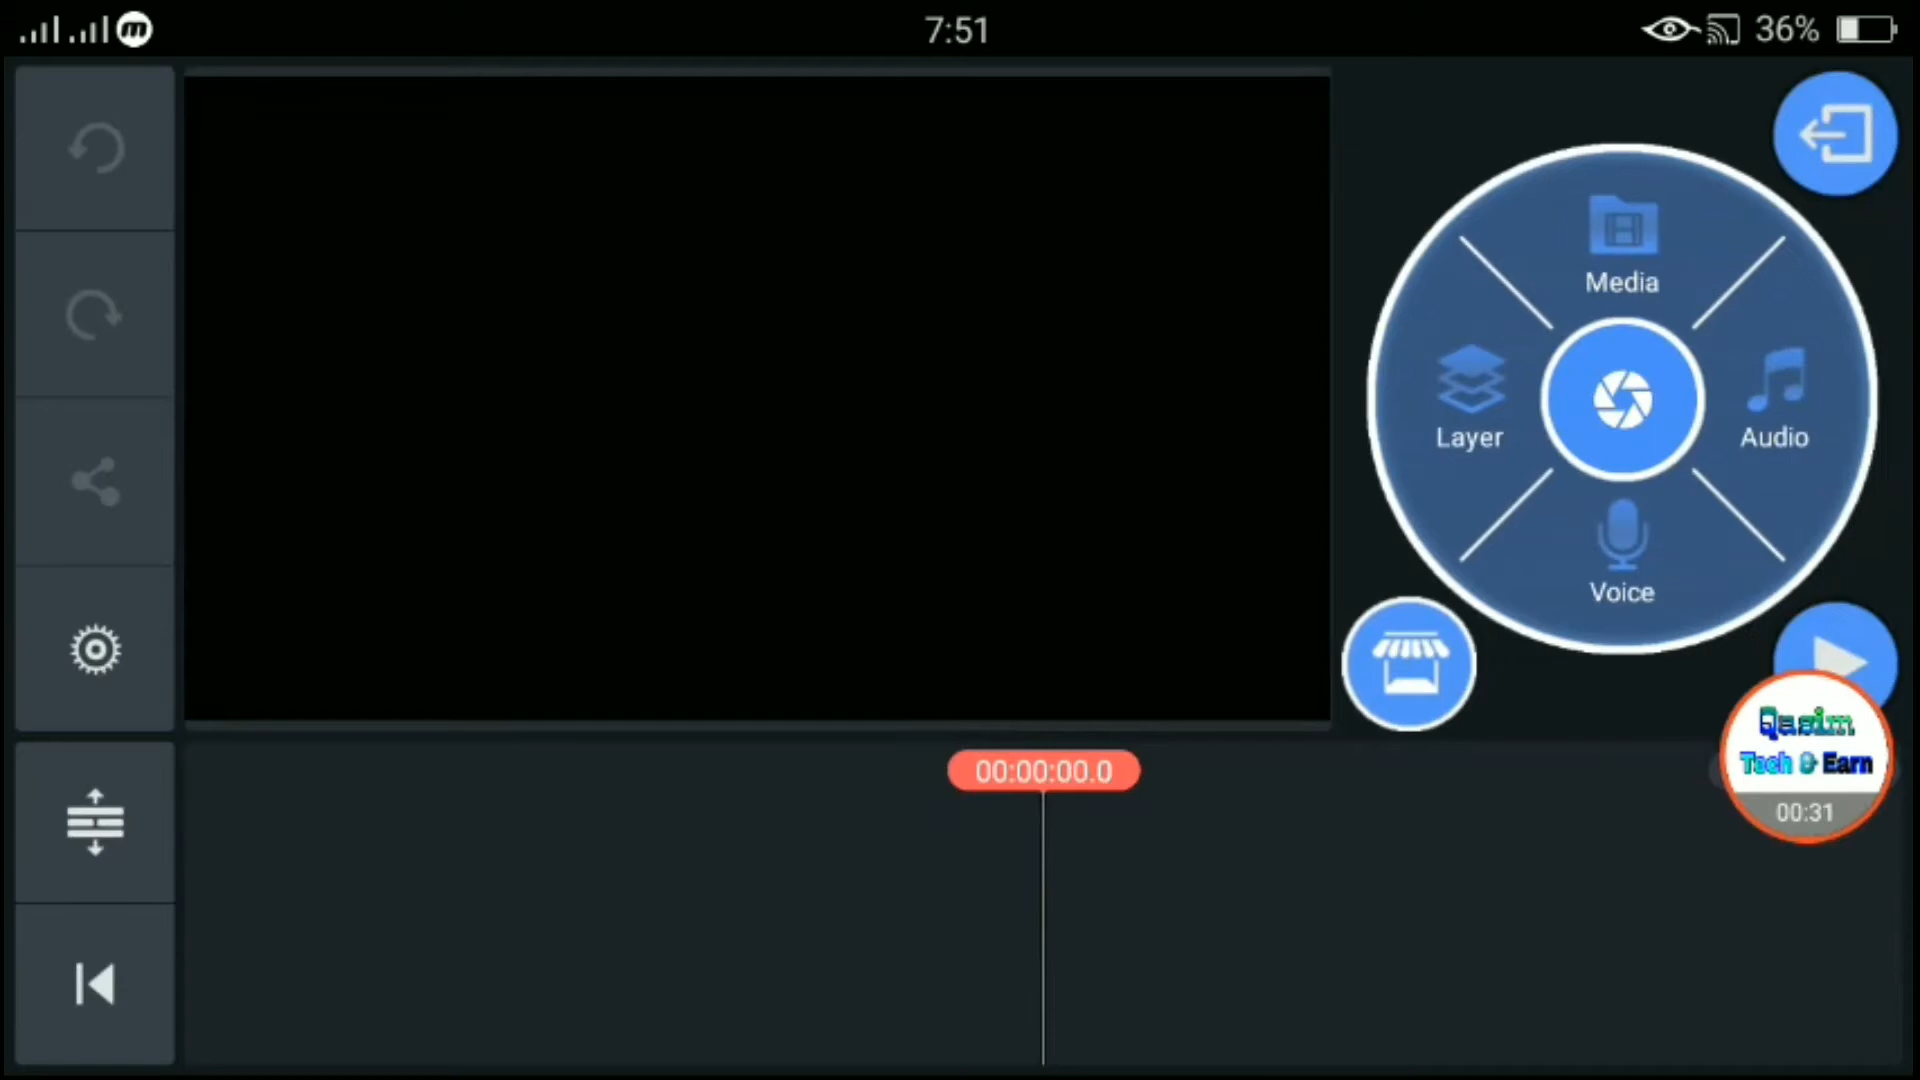 7:51
36%
Media
Layer
Audio
Voice
00:00:00.0
Qasim
Tech & Earn
00:31